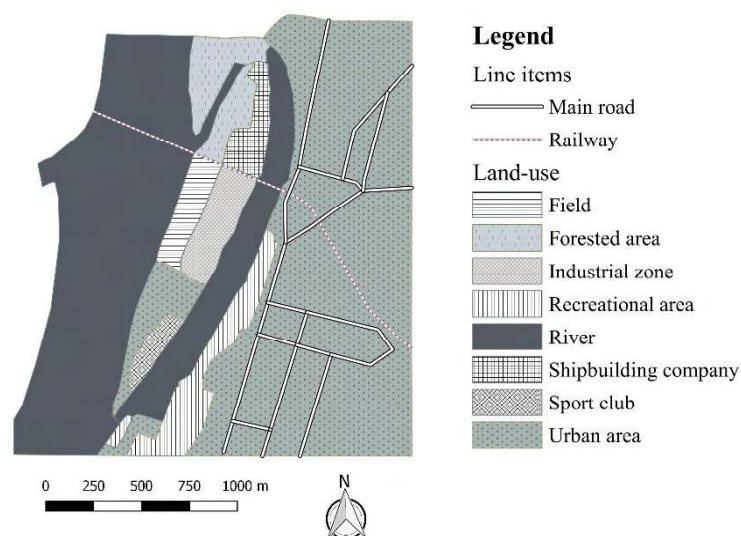 Legend
Line items
Main road
Railway
Land-use
Field
Forested area
Industrial zone
Recreational area
River
Shipbuilding company
Sport club
Urban area
0 250 500 750 1000 m
N